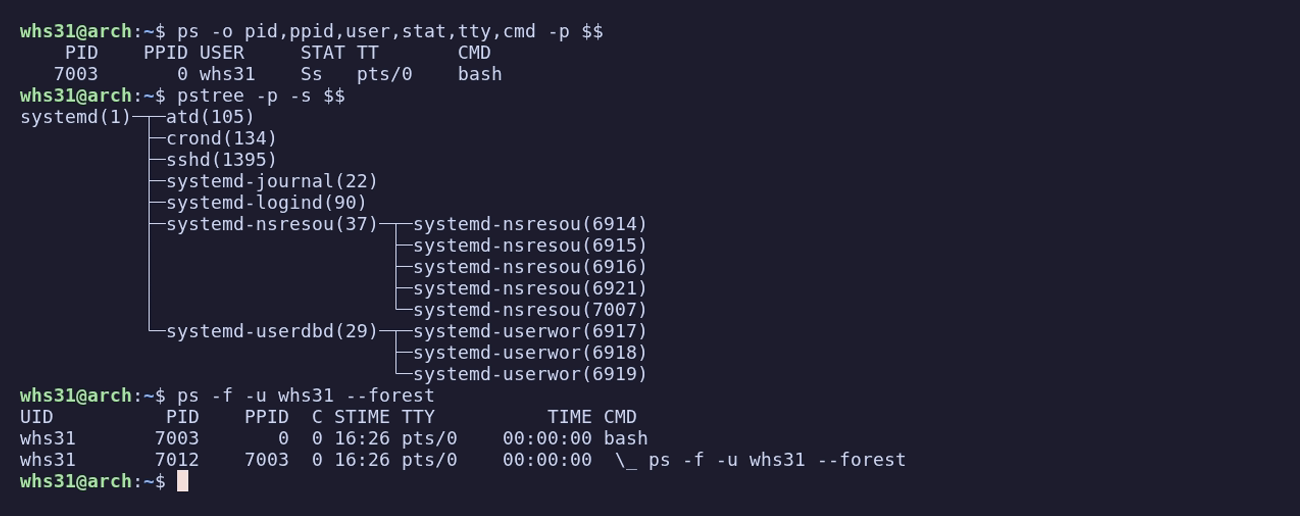 whs31@arch:~$ ps -o pid,ppid,user,stat,tty,cmd -p $$
    PID    PPID USER     STAT TT       CMD
   7003       0 whs31    Ss   pts/0    bash
whs31@arch:~$ pstree -p -s $$
systemd(1)─┬─atd(105)
           ├─crond(134)
           ├─sshd(1395)
           ├─systemd-journal(22)
           ├─systemd-logind(90)
           ├─systemd-nsresou(37)─┬─systemd-nsresou(6914)
           │                     ├─systemd-nsresou(6915)
           │                     ├─systemd-nsresou(6916)
           │                     ├─systemd-nsresou(6921)
           │                     └─systemd-nsresou(7007)
           └─systemd-userdbd(29)─┬─systemd-userwor(6917)
                                 ├─systemd-userwor(6918)
                                 └─systemd-userwor(6919)
whs31@arch:~$ ps -f -u whs31 --forest
UID          PID    PPID  C STIME TTY          TIME CMD
whs31       7003       0  0 16:26 pts/0    00:00:00 bash
whs31       7012    7003  0 16:26 pts/0    00:00:00  \_ ps -f -u whs31 --forest
whs31@arch:~$